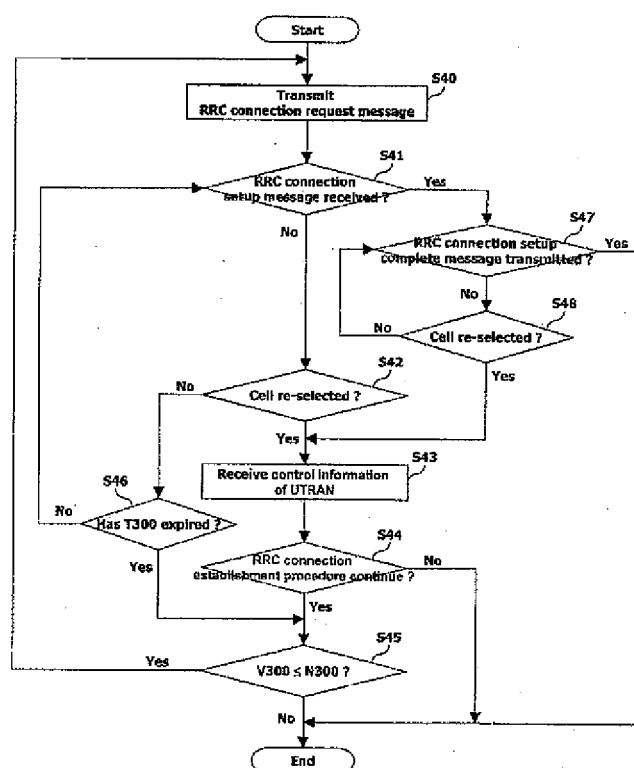 Start
S40
Transmit
RRC connection request message
S41
RRC connection
setup message received ?
Yes
No
S47
RRC connection setup
complete message transmitted ?
Yes
No
S48
Cell re-selected ?
No
Yes
S42
Cell re-selected ?
No
Yes
S43
Receive control information
of UTRAN
S46
Has T300 expired ?
No
Yes
S44
RRC connection
establishment procedure continue ?
No
Yes
S45
V300 ≤ N300 ?
Yes
No
End